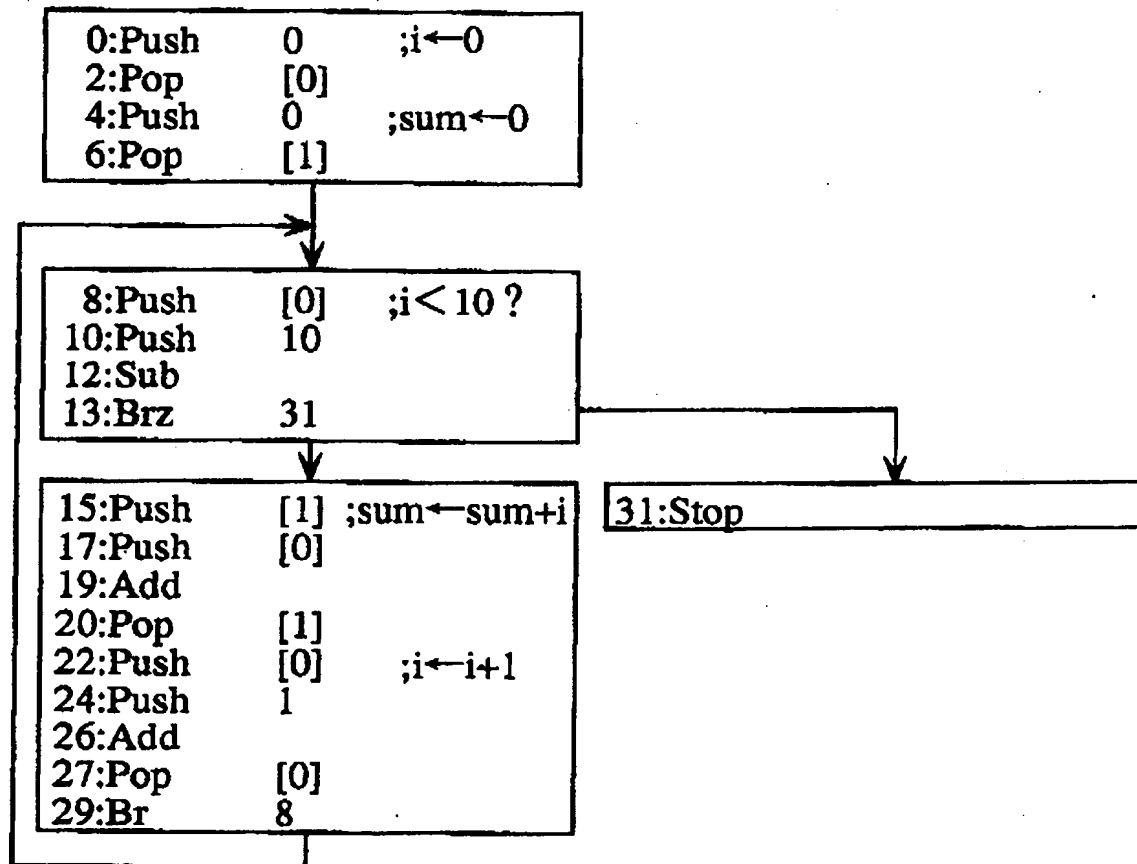 0:Push 0 ;i←0
2:Pop [0]
4:Push 0 ;sum←0
6:Pop [1]
8:Push [0] ;i<10 ?
10:Push 10
12:Sub
13:Brz 31
15:Push [1] ;sum←sum+i
17:Push [0]
19:Add
20:Pop [1]
22:Push [0] ;i←i+1
24:Push 1
26:Add
27:Pop [0]
29:Br 8
31:Stop